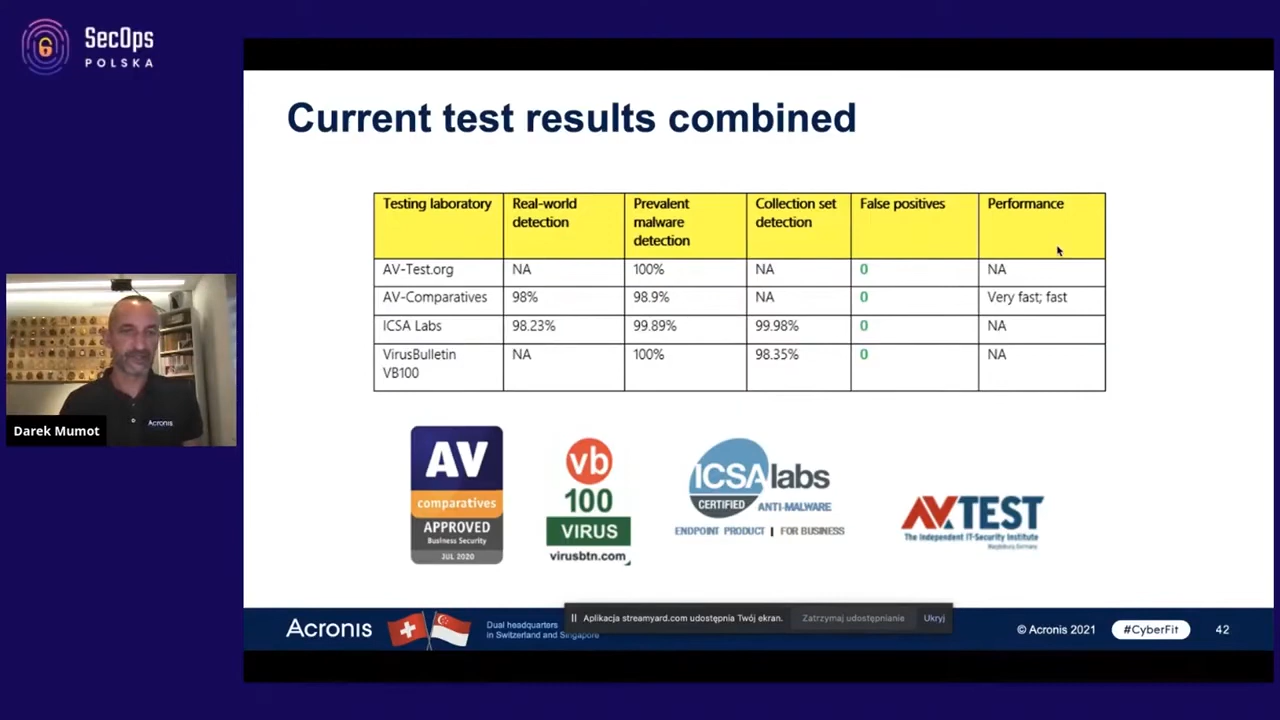 SecOps
POLSKA
Current test results combined
Testing laboratory
Real-world
detection
Prevalent
malware
detection
Collection set
detection
False positives
Performance
AV-Test.org
NA
100%
NA
0
NA
AV-Comparatives
98%
98.9%
NA
0
Very fast; fast
ICSA Labs
98.23%
99.89%
99.98%
0
NA
VirusBulletin
VB100
NA
100%
98.35%
0
NA
Acronis
Darek Mumot
AV
comparatives
APPROVED
Business Security
JUL 2020
vb
100
VIRUS
virusbtn.com
ICSAlabs
CERTIFIED ANTI-MALWARE
ENDPOINT PRODUCT | FOR BUSINESS
AVTEST
The Independent IT-Security Institute
Magdeburg Germany
Acronis
Dual headquarters
in Switzerland and Singapore
Aplikacja streamyard.com udostępnia Twój ekran.
Zatrzymaj udostępnianie
Ukryj
© Acronis 2021
#CyberFit
42